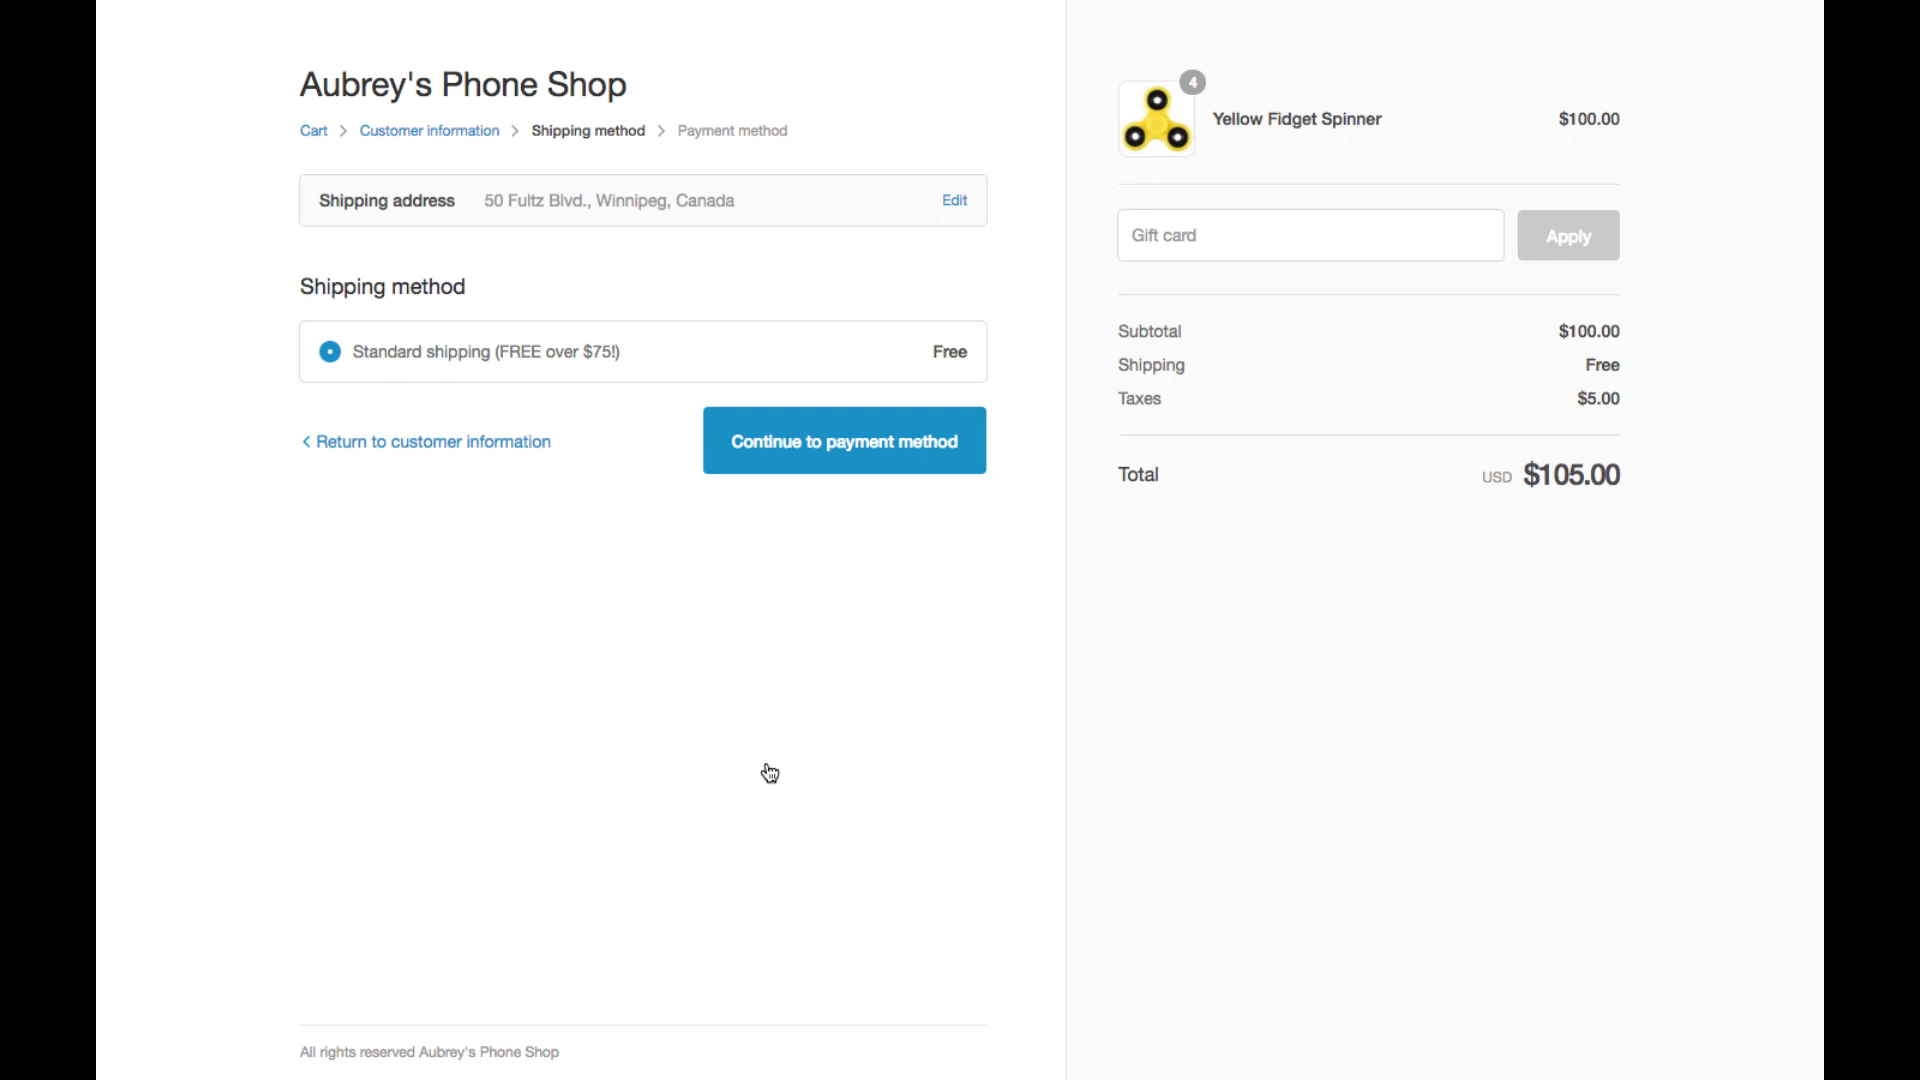 Aubrey's Phone Shop
Cart > Customer information > Shipping method > Payment method
Shipping address 50 Fultz Blvd., Winnipeg, Canada Edit
Shipping method
Standard shipping (FREE over $75!) Free
< Return to customer information Continue to payment method
All rights reserved Aubrey's Phone Shop
4
Yellow Fidget Spinner $100.00
Gift card Apply
Subtotal $100.00
Shipping Free
Taxes $5.00
Total USD $105.00